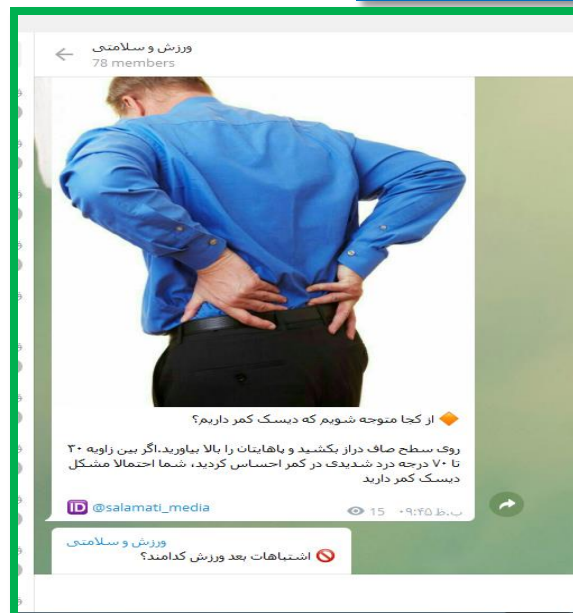 ورزش و سلامتی
78 members
🔶 از کجا متوجه شویم که دیسک کمر داریم؟
روی سطح صاف دراز بکشید و پاهایتان را بالا بیاورید.اگر بین زاویه ۳۰
تا ۷۰ درجه درد شدیدی در کمر احساس کردید، شما احتمالا مشکل
دیسک کمر دارید
🆔 @salamati_media
15 ۰۹:۴۵ ب.ظ
ورزش و سلامتی
🚫 اشتباهات بعد ورزش کدامند؟